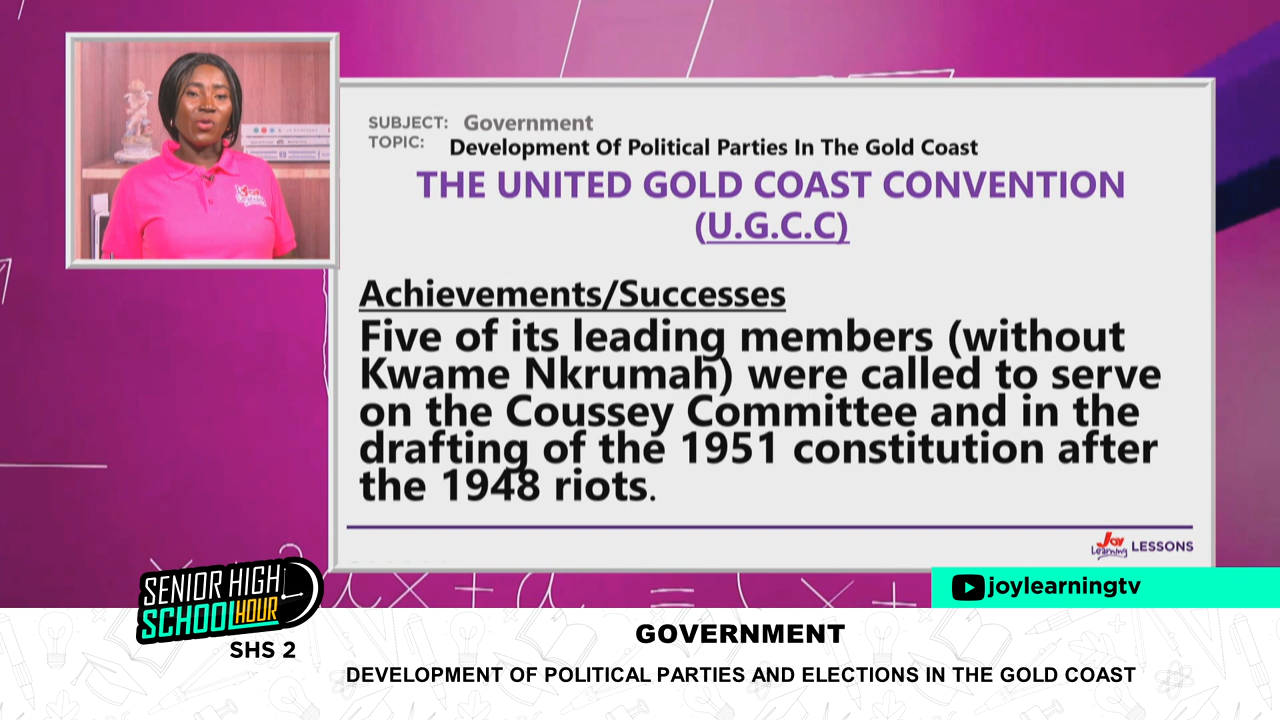 SUBJECT: Government
TOPIC: Development Of Political Parties In The Gold Coast
THE UNITED GOLD COAST CONVENTION
(U.G.C.C)
Achievements/Successes
Five of its leading members (without
Kwame Nkrumah) were called to serve
on the Coussey Committee and in the
drafting of the 1951 constitution after
the 1948 riots.
Joy Learning LESSONS
joylearningtv
SENIOR HIGH
SCHOOL HOUR
SHS 2
GOVERNMENT
DEVELOPMENT OF POLITICAL PARTIES AND ELECTIONS IN THE GOLD COAST